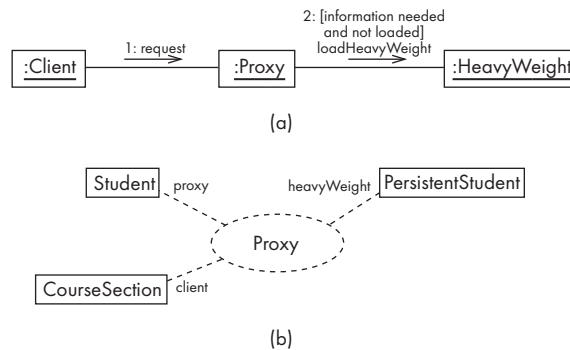 2: [information needed
and not loaded]
1: request
loadHeavyWeight
:Client
:Proxy
:HeavyWeight
(a)
Student
proxy
heavyWeight
PersistentStudent
Proxy
CourseSection
client
(b)